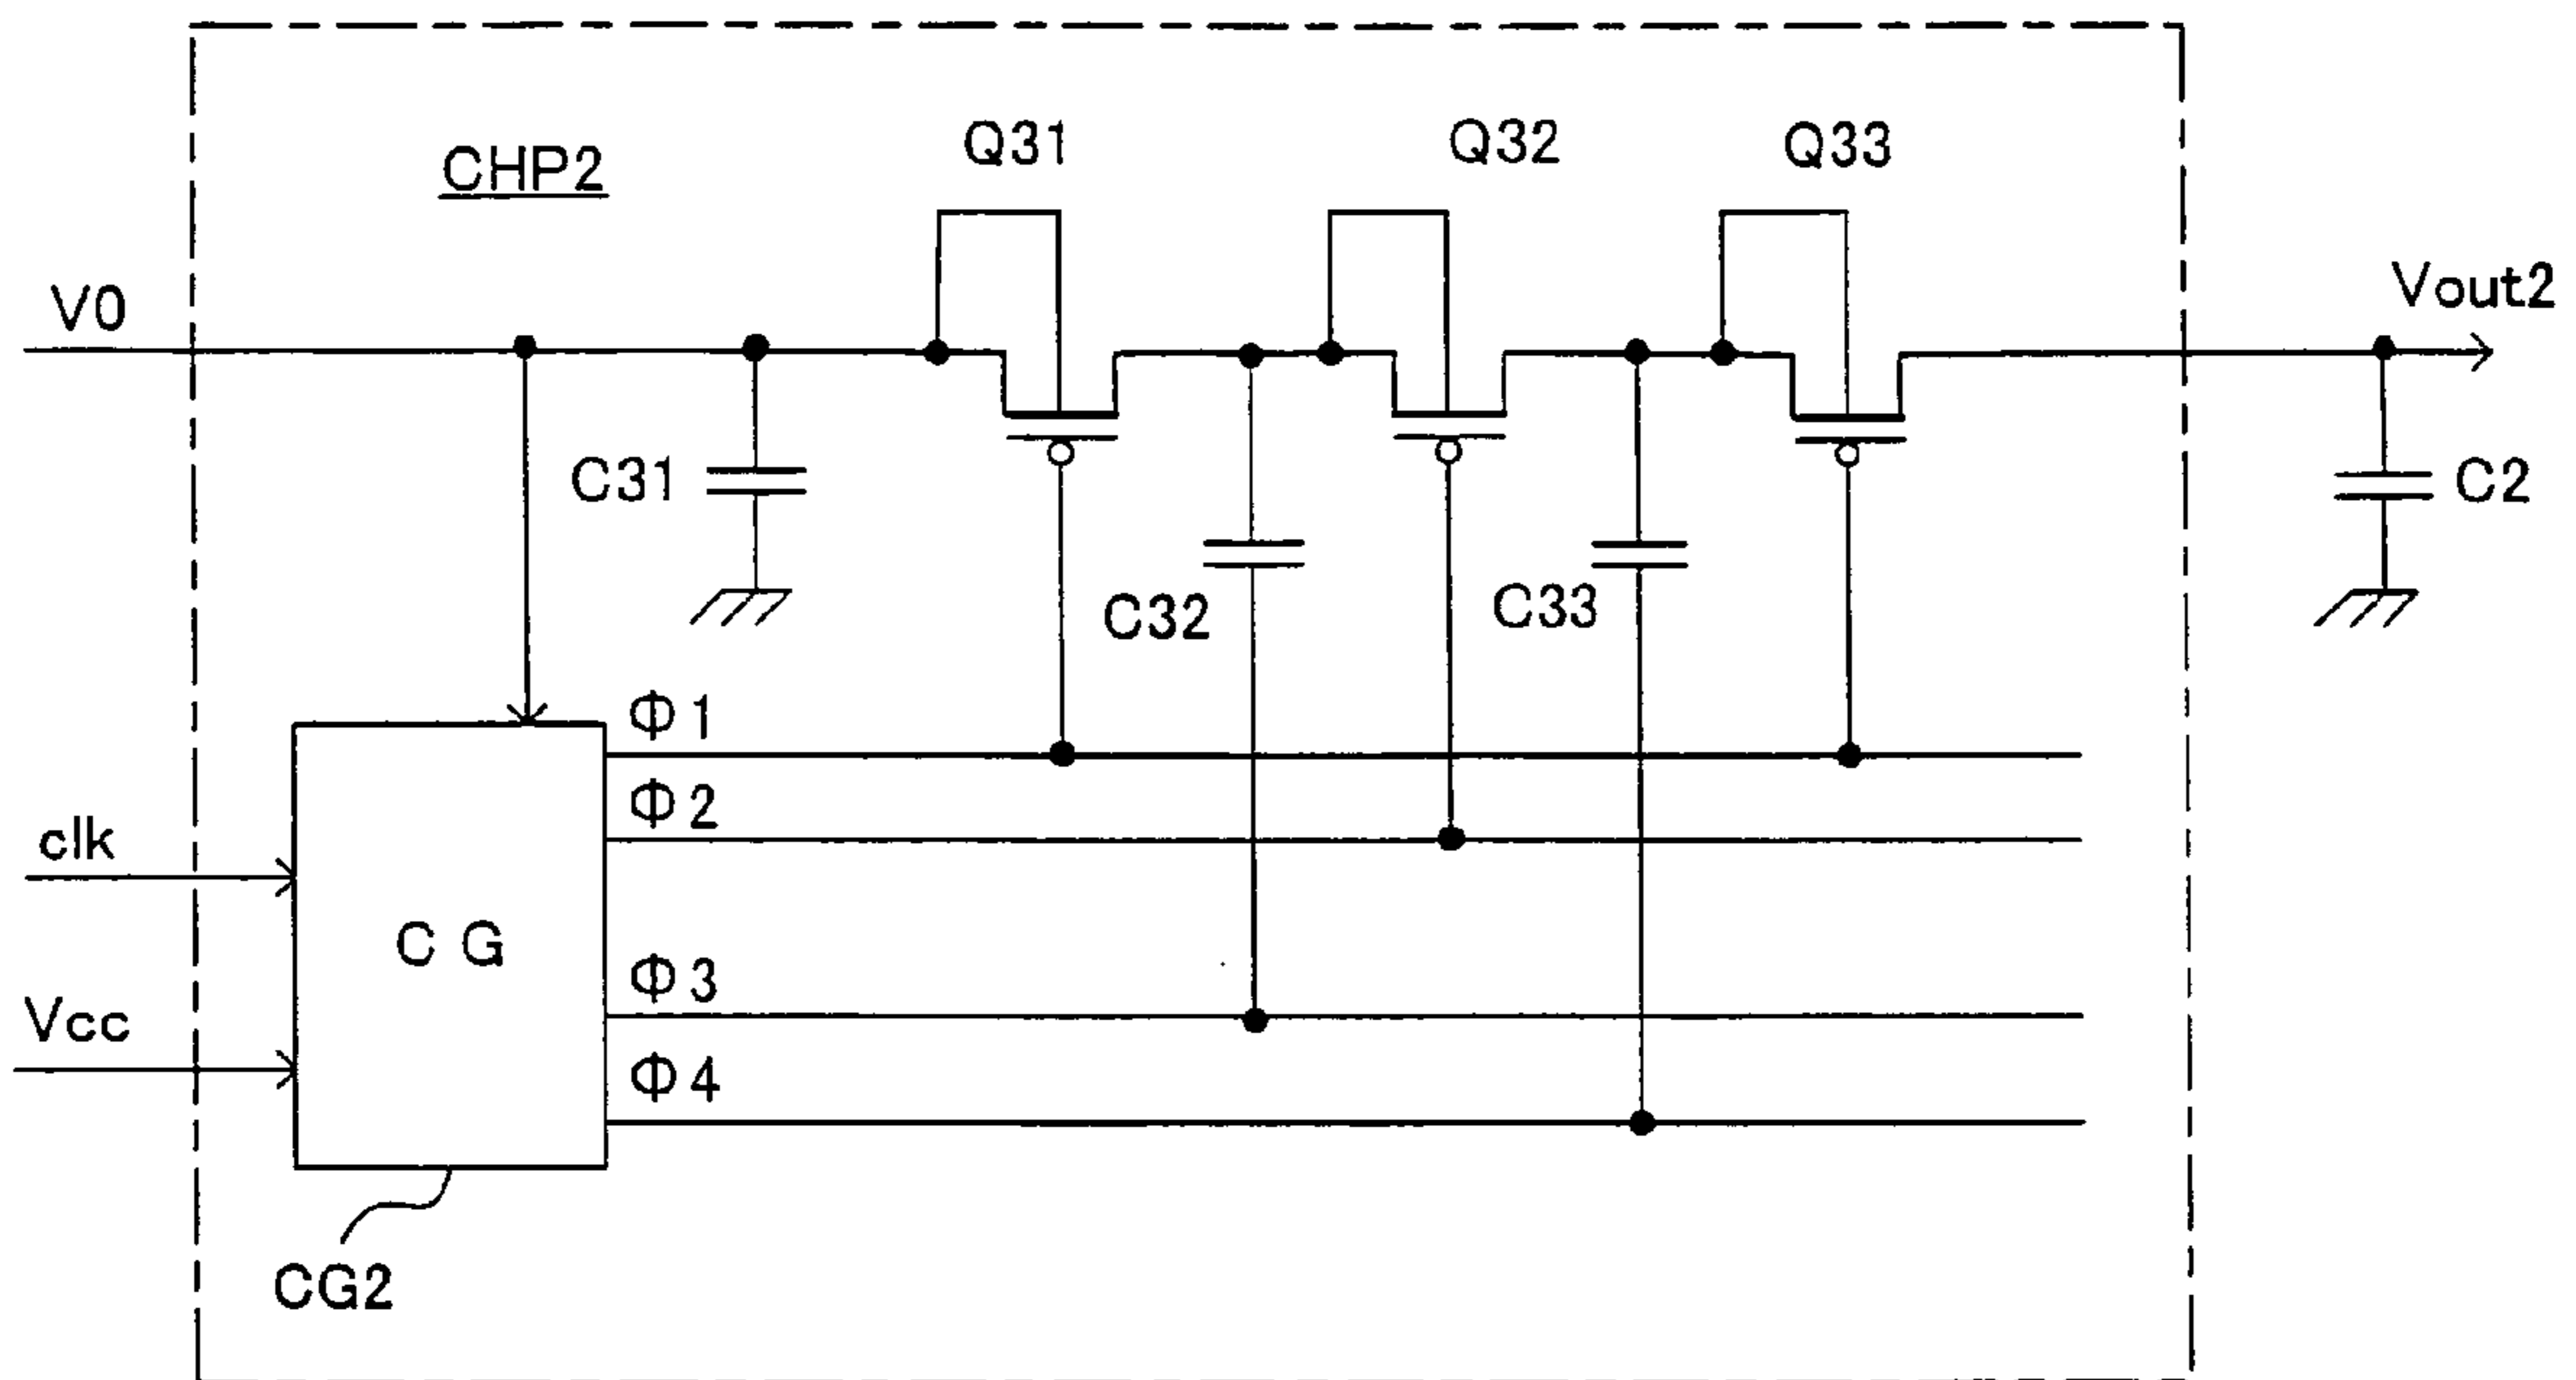 CHP2
Q31
Q32
Q33
V0
Vout2
C31
C32
C33
C2
Φ1
Φ2
clk
C G
Φ3
Vcc
Φ4
CG2